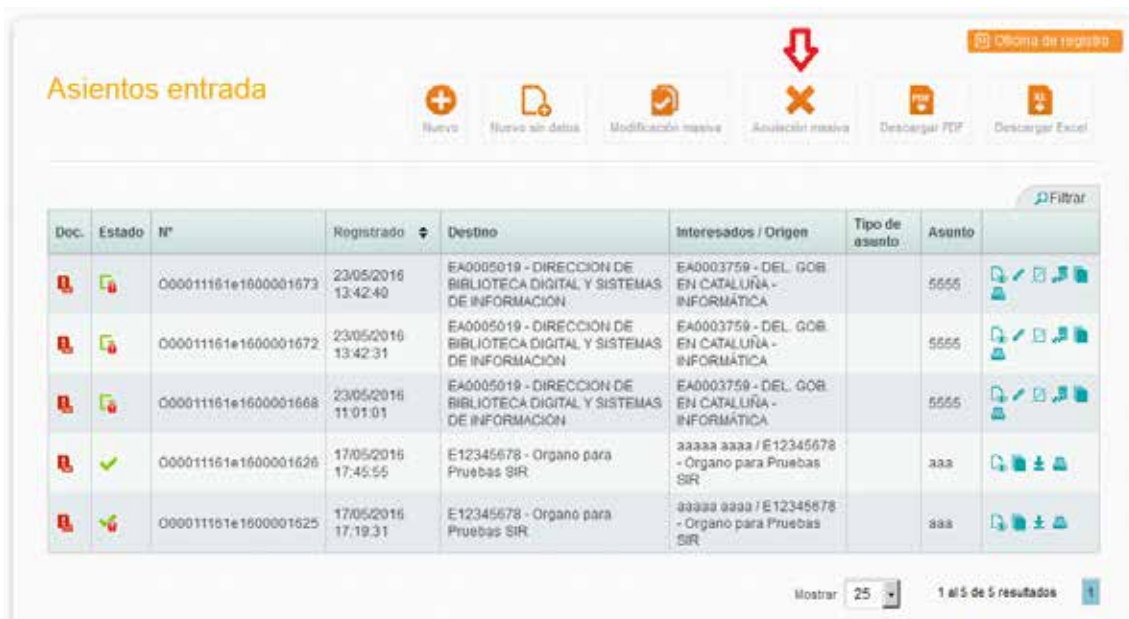 Oficina de registro
Asientos entrada
Nuevo
Nuevo sin datos
Modificación masiva
Anulación masiva
Descargar PDF
Descargar Excel
Filtrar
Doc. Estado Nº Registrado Destino Interesados / Origen Tipo de asunto Asunto
O00011161e1600001673 23/05/2016 13:42:40 EA0005019 - DIRECCION DE BIBLIOTECA DIGITAL Y SISTEMAS DE INFORMACION EA0003759 - DEL. GOB. EN CATALUÑA - INFORMÁTICA 5555
O00011161e1600001672 23/05/2016 13:42:31 EA0005019 - DIRECCION DE BIBLIOTECA DIGITAL Y SISTEMAS DE INFORMACION EA0003759 - DEL. GOB. EN CATALUÑA - INFORMÁTICA 5555
O00011161e1600001668 23/05/2016 11:01:01 EA0005019 - DIRECCION DE BIBLIOTECA DIGITAL Y SISTEMAS DE INFORMACION EA0003759 - DEL. GOB. EN CATALUÑA - INFORMÁTICA 5555
O00011161e1600001626 17/05/2016 17:45:55 E12345678 - Organo para Pruebas SIR aaaaa aaaa / E12345678 - Organo para Pruebas SIR aaa
O00011161e1600001625 17/05/2016 17:19:31 E12345678 - Organo para Pruebas SIR aaaaa aaaa / E12345678 - Organo para Pruebas SIR aaa
Mostrar 25 1 al 5 de 5 resultados 1